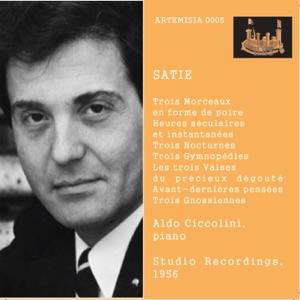 ARTEMISIA 0005
SATIE
Trois Morceaux
en forme de poire
Heures séculaires
et instantanées
Trois Nocturnes
Trois Gymnopédies
Les trois Valses
du précieux dégouté
Avant-dernières pensées
Trois Gnossiennes
Aldo Ciccolini,
piano
Studio Recordings,
1956